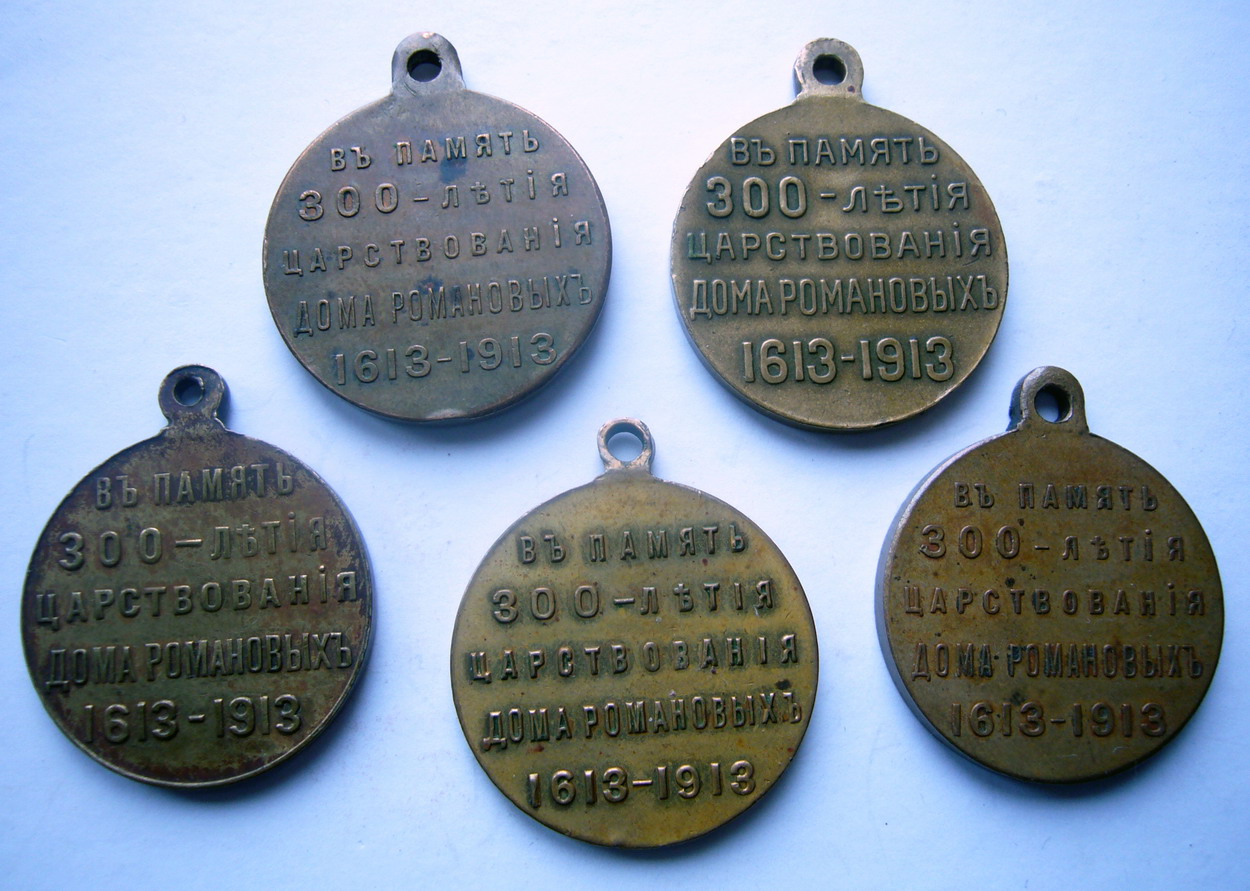 ВЪ ПАМЯТЬ
300-ЛѢТІЯ
ЦАРСТВОВАНІЯ
ДОМА РОМАНОВЫХЪ
1613-1913
ВЪ ПАМЯТЬ
300-ЛѢТІЯ
ЦАРСТВОВАНІЯ
ДОМА РОМАНОВЫХЪ
1613-1913
ВЪ ПАМЯТЬ
300-ЛѢТІЯ
ЦАРСТВОВАНІЯ
ДОМА РОМАНОВЫХЪ
1613-1913
ВЪ ПАМЯТЬ
300-ЛѢТІЯ
ЦАРСТВОВАНІЯ
ДОМА РОМАНОВЫХЪ
1613-1913
ВЪ ПАМЯТЬ
300-ЛѢТІЯ
ЦАРСТВОВАНІЯ
ДОМА РОМАНОВЫХЪ
1613-1913